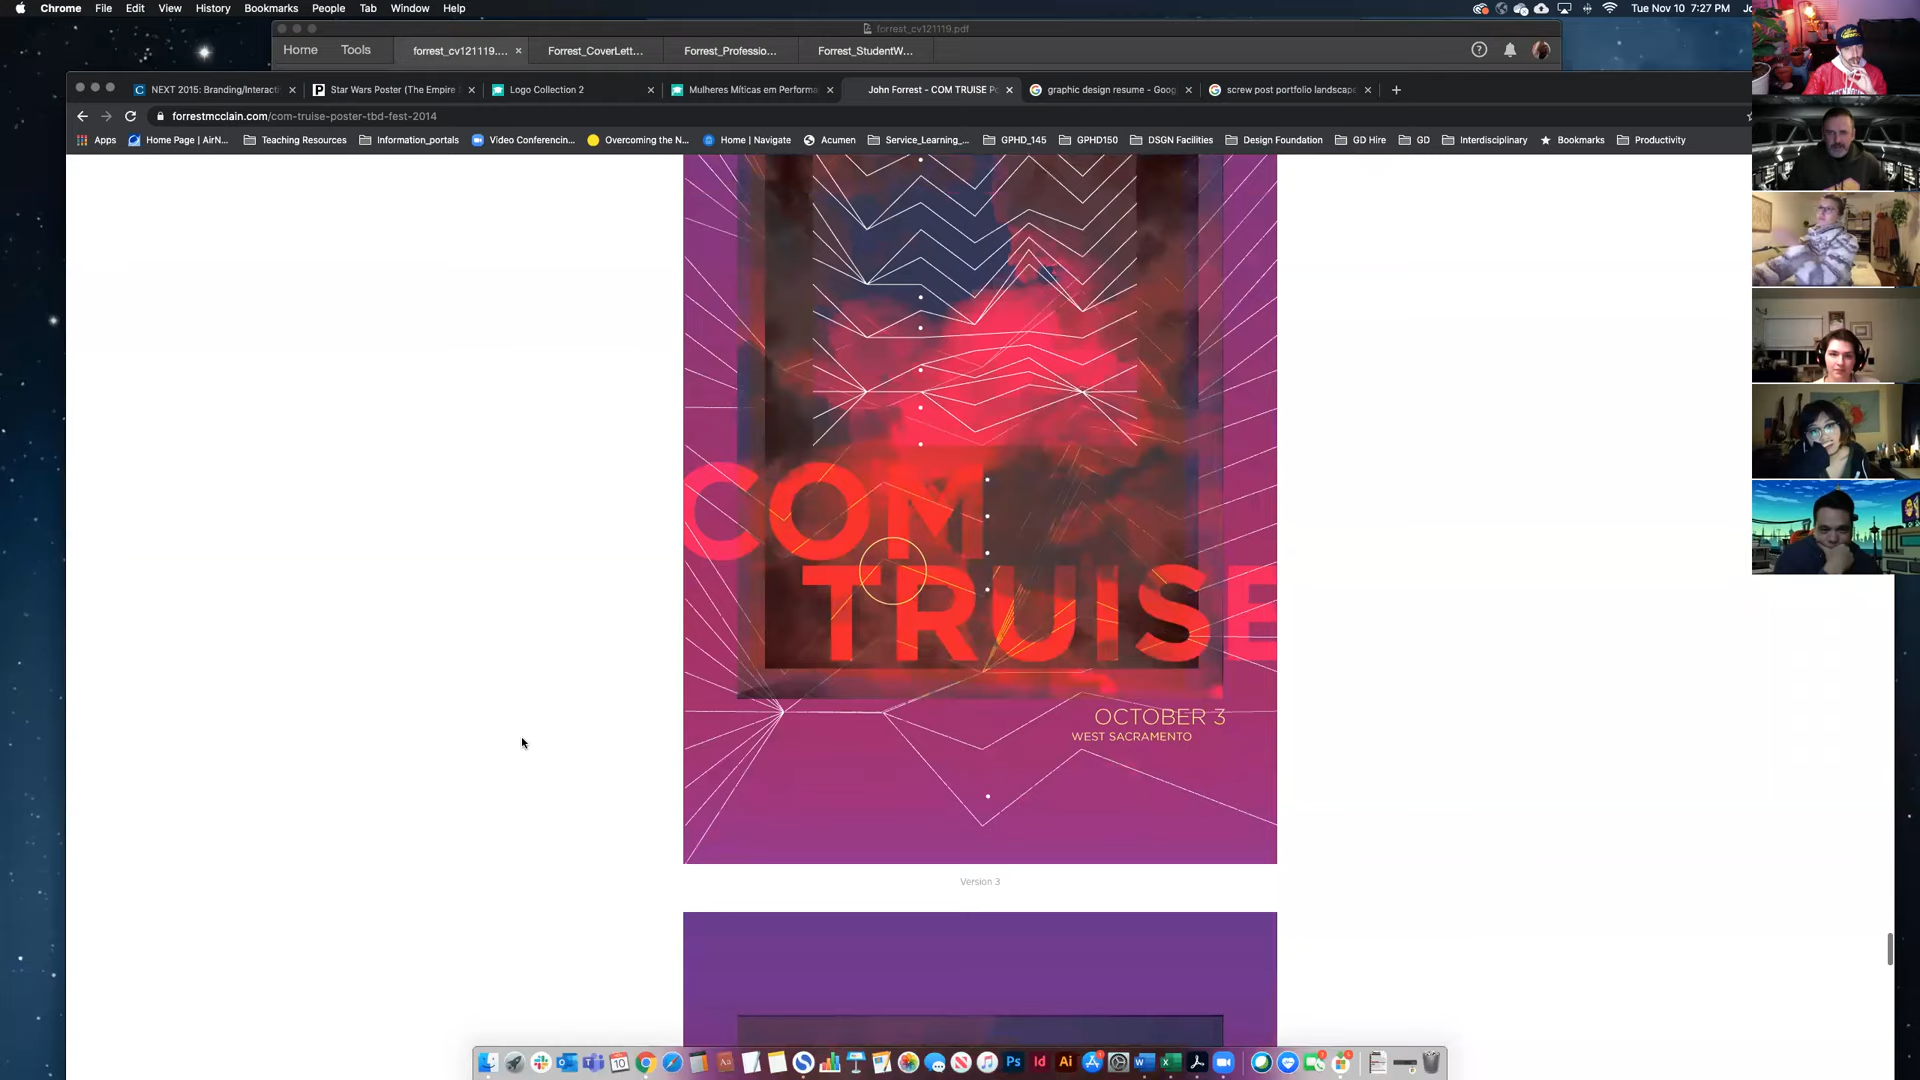 Chrome File Edit View History Bookmarks People Tab Window Help
Tue Nov 10 7:27 PM
forrest_cv121119.pdf
Home Tools forrest_cv121119.... × Forrest_CoverLett... Forrest_Professio... Forrest_StudentW...
NEXT 2015: Branding/Interacti × Star Wars Poster (The Empire × Logo Collection 2 × Mulheres Míticas em Performa × John Forrest - COM TRUISE Po × graphic design resume - Goog × screw post portfolio landscape × +
forrestmcclain.com/com-truise-poster-tbd-fest-2014
Apps Home Page | AirN... Teaching Resources Information_portals Video Conferencin... Overcoming the N... Home | Navigate Acumen Service_Learning_... GPHD_145 GPHD150 DSGN Facilities Design Foundation GD Hire GD Interdisciplinary Bookmarks Productivity
COM
TRUISE
OCTOBER 3
WEST SACRAMENTO
Version 3
10
Ps Id Ai